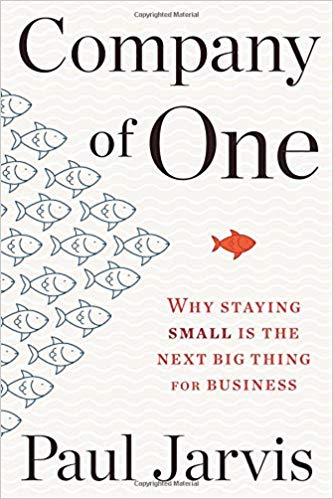 Company
of One
WHY STAYING
SMALL IS THE
NEXT BIG THING
FOR BUSINESS
Paul Jarvis